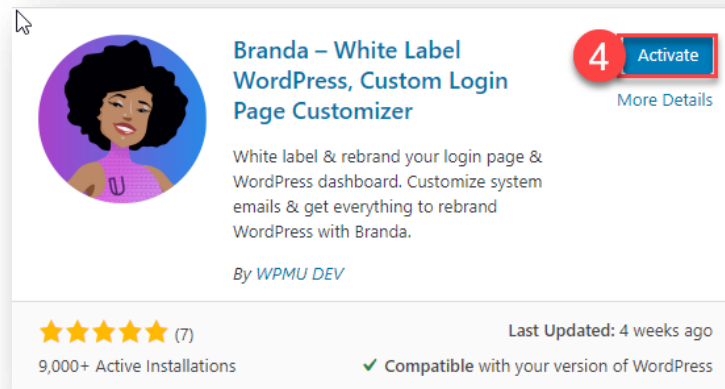 Branda – White Label
WordPress, Custom Login
Page Customizer
4
Activate
More Details
White label & rebrand your login page &
WordPress dashboard. Customize system
emails & get everything to rebrand
WordPress with Branda.
By WPMU DEV
(7)
Last Updated: 4 weeks ago
9,000+ Active Installations
✔ Compatible with your version of WordPress